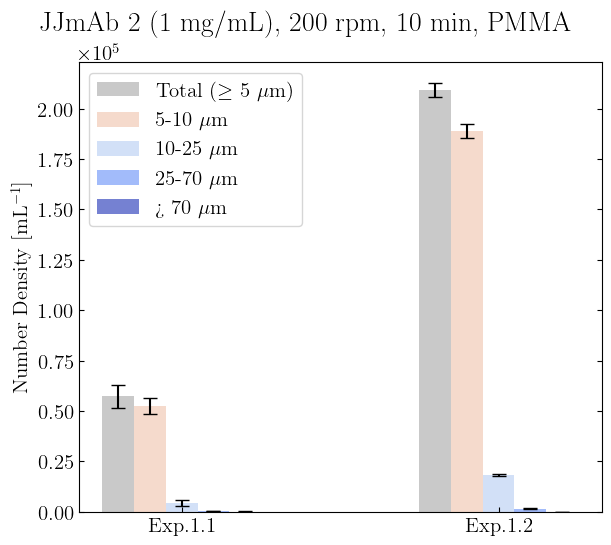 JJmAb 2 (1 mg/mL), 200 rpm, 10 min, PMMA
×10⁵
Total (≥ 5 μm)
5-10 μm
10-25 μm
25-70 μm
¿ 70 μm
Number Density [mL⁻¹]
2.00
1.75
1.50
1.25
1.00
0.75
0.50
0.25
0.00
Exp.1.1
Exp.1.2